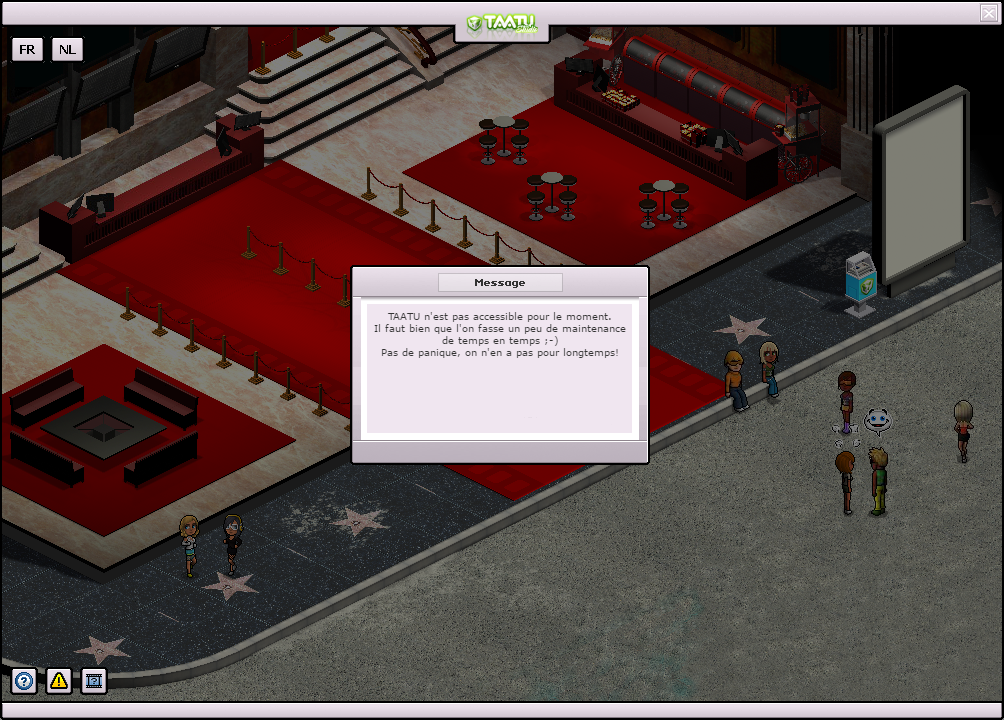 TAATU
FR NL
Message
TAATU n'est pas accessible pour le moment.
Il faut bien que l'on fasse un peu de maintenance
de temps en temps ;-)
Pas de panique, on n'en a pas pour longtemps!